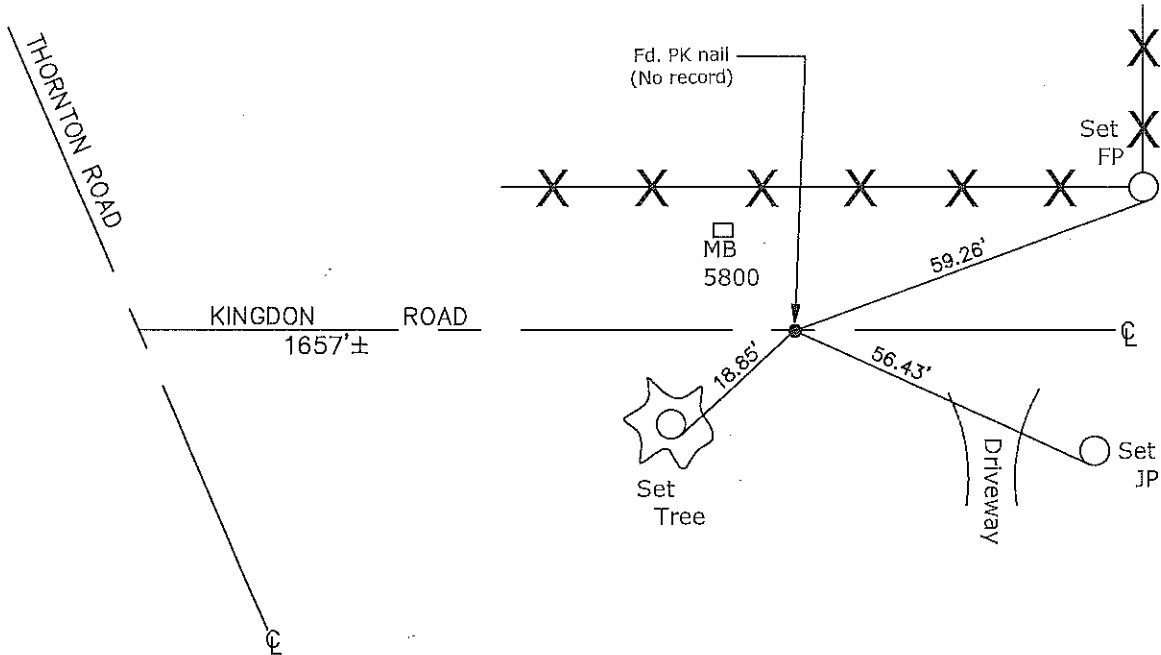 THORNTON ROAD
Fd. PK nail
(No record)
Set
FP
MB
5800
59.26'
KINGDON ROAD
1657'±
℄
18.85'
56.43'
Set
Tree
Driveway
Set
JP
℄